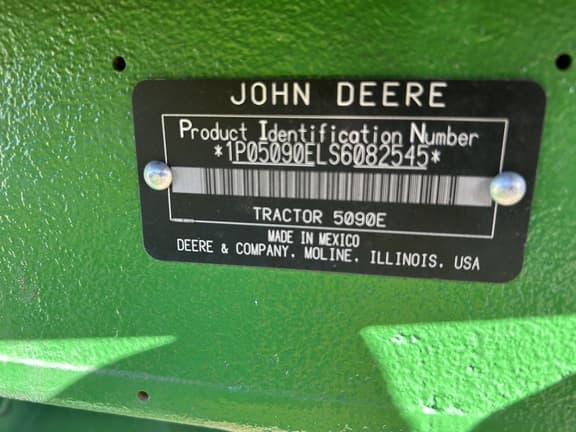 JOHN DEERE
Product Identification Number
*1P05090ELS6082545*
TRACTOR 5090E
MADE IN MEXICO
DEERE & COMPANY, MOLINE, ILLINOIS, USA